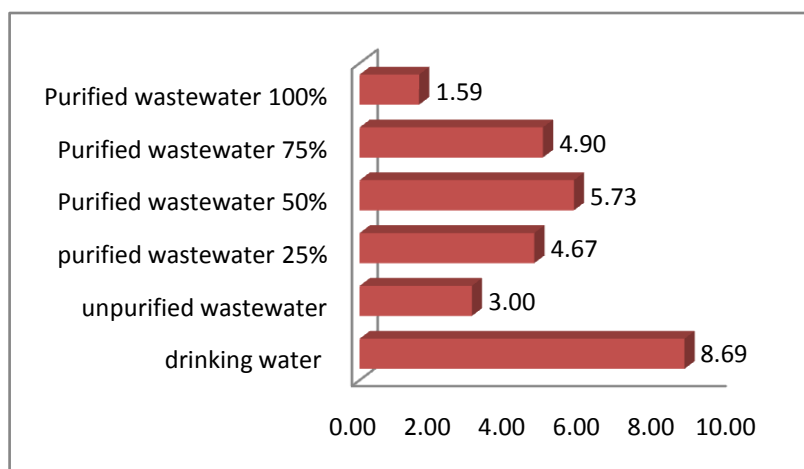 Purified wastewater 100%
1.59
Purified wastewater 75%
4.90
Purified wastewater 50%
5.73
purified wastewater 25%
4.67
unpurified wastewater
3.00
drinking water
8.69
0.00 2.00 4.00 6.00 8.00 10.00